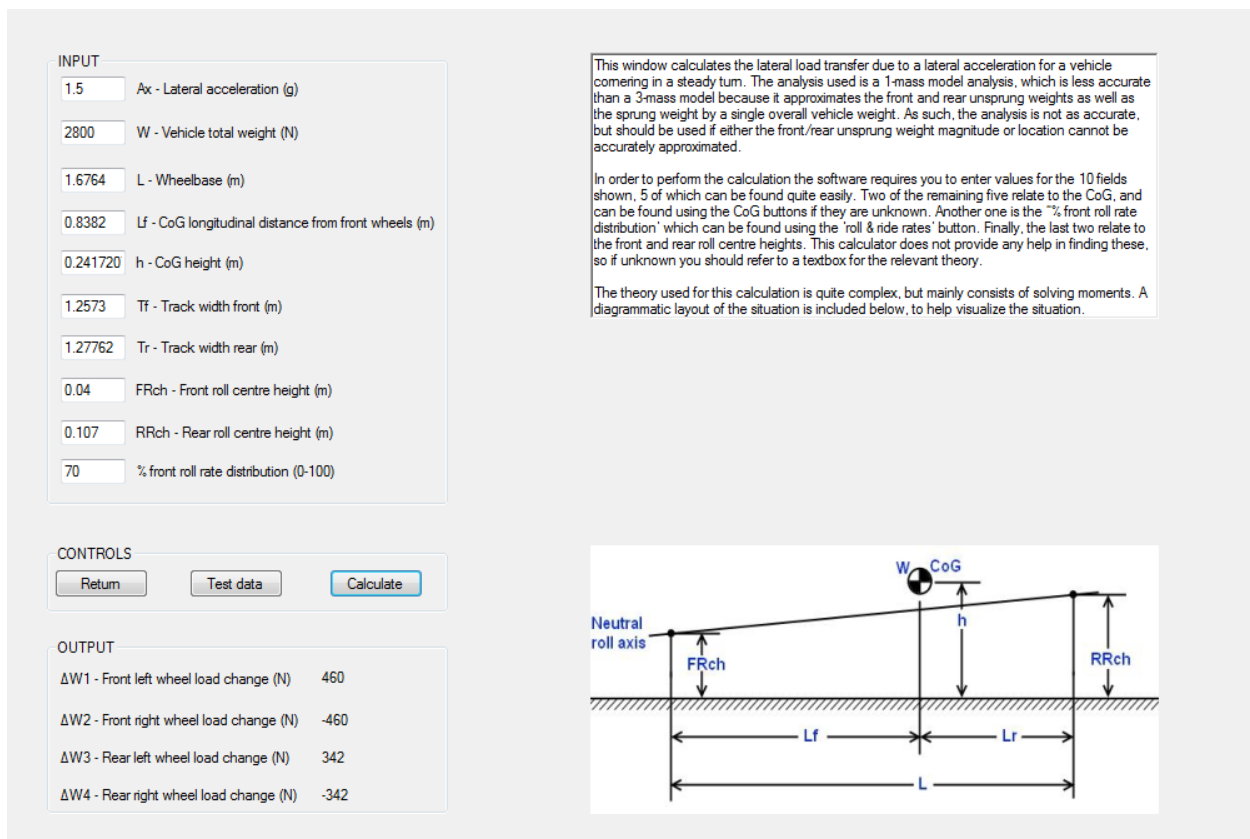 INPUT
1.5 Ax - Lateral acceleration (g)
2800 W - Vehicle total weight (N)
1.6764 L - Wheelbase (m)
0.8382 Lf - CoG longitudinal distance from front wheels (m)
0.241720 h - CoG height (m)
1.2573 Tf - Track width front (m)
1.27762 Tr - Track width rear (m)
0.04 FRch - Front roll centre height (m)
0.107 RRch - Rear roll centre height (m)
70 % front roll rate distribution (0-100)
CONTROLS
Return Test data Calculate
OUTPUT
ΔW1 - Front left wheel load change (N) 460
ΔW2 - Front right wheel load change (N) -460
ΔW3 - Rear left wheel load change (N) 342
ΔW4 - Rear right wheel load change (N) -342
This window calculates the lateral load transfer due to a lateral acceleration for a vehicle
cornering in a steady turn. The analysis used is a 1-mass model analysis, which is less accurate
than a 3-mass model because it approximates the front and rear unsprung weights as well as
the sprung weight by a single overall vehicle weight. As such, the analysis is not as accurate,
but should be used if either the front/rear unsprung weight magnitude or location cannot be
accurately approximated.
In order to perform the calculation the software requires you to enter values for the 10 fields
shown, 5 of which can be found quite easily. Two of the remaining five relate to the CoG, and
can be found using the CoG buttons if they are unknown. Another one is the "% front roll rate
distribution' which can be found using the 'roll & ride rates' button. Finally, the last two relate to
the front and rear roll centre heights. This calculator does not provide any help in finding these,
so if unknown you should refer to a textbox for the relevant theory.
The theory used for this calculation is quite complex, but mainly consists of solving moments. A
diagrammatic layout of the situation is included below, to help visualize the situation.
W CoG
Neutral
roll axis
h
FRch
RRch
Lf
Lr
L